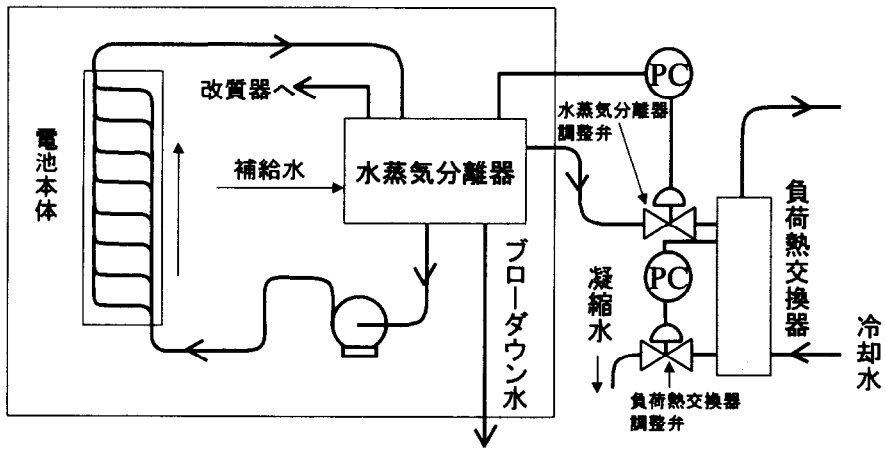 PC
改質器へ
水蒸気分離器
調整弁
電池本体
補給水
水蒸気分離器
負荷熱交換器
ブローダウン水
凝縮水
PC
冷却水
負荷熱交換器
調整弁